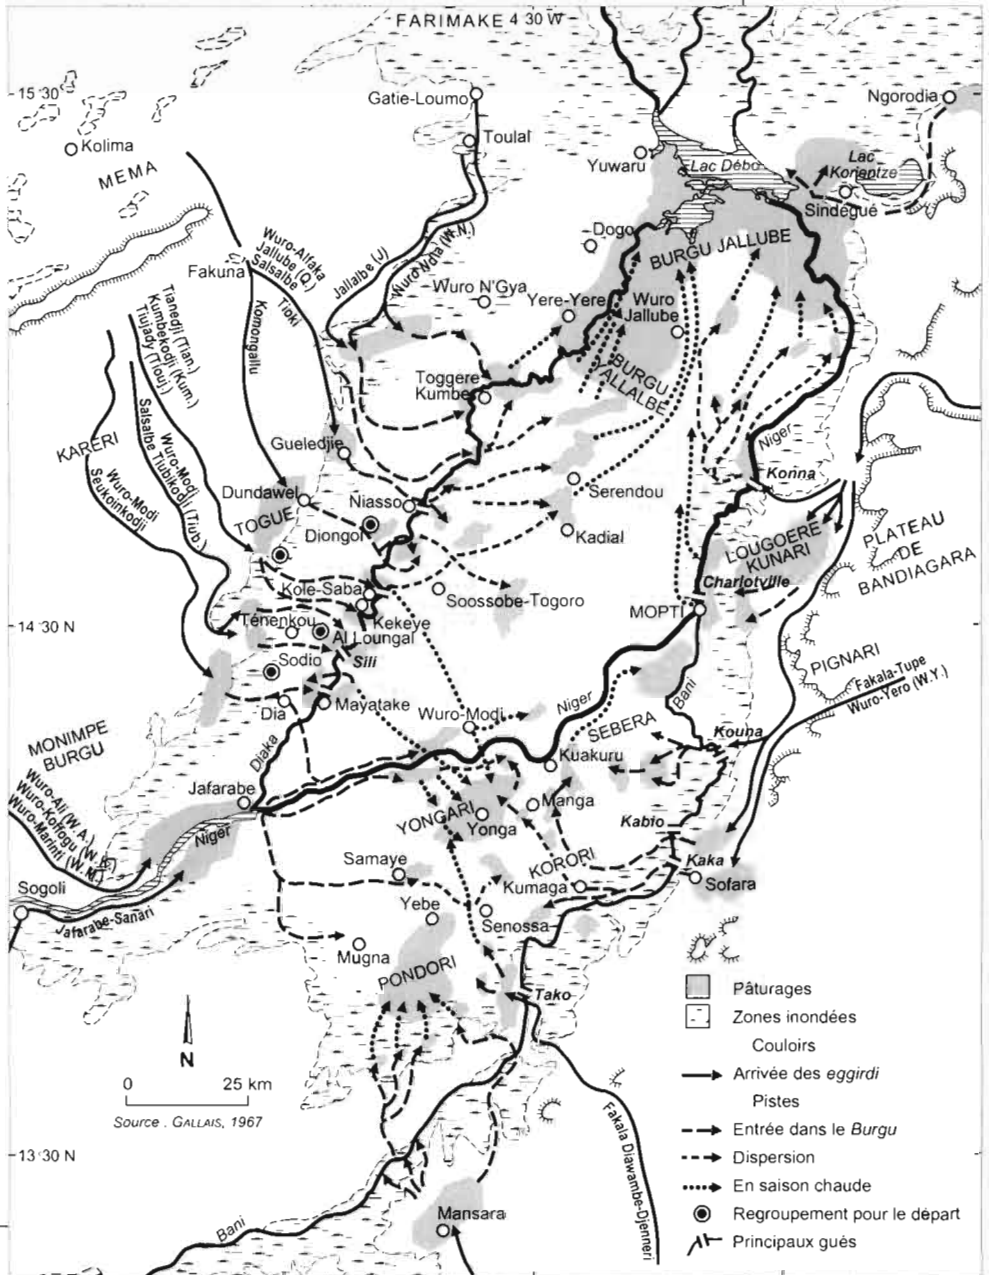 FARIMAKE 4 30 W
15 30
Gatie-Loumo
Ngorodia
Toulal
Kolima
Yuwaru
Lac Débo
Lac
Korientze
MEMA
Sindégué
Dogo
Wuro-Alfaka
Jallube (Q.)
Salsalbe
Fakuna
Jallalbe (J)
Wuro Ndia (W.N.)
BURGU JALLUBE
Wuro N'Gya
Yere-Yere
Wuro
Jallube
Tianedji (Tian.)
Kumbekodji (Kum.)
Tiujady (Tiouj.)
Komongallu
Tioki
BURGU
YALLALBE
Toggere
Kumbe
Salsalbe Tiubikodji (Tiub.)
Wuro-Modi
KARERI
Wuro-Modi
Seukoinkodji
Gueledjie
Niger
Konna
Dundawel
Niasso
Serendou
TOGUE
Diongol
Kadial
LOUGOERE
KUNARI
PLATEAU
DE
BANDIAGARA
Kole-Saba
Soossobe-Togoro
Charlotville
MOPTI
14 30 N
Ténenkou
Kekeye
Al Loungal
Sili
Sodio
PIGNARI
Fakala-Tupe
Wuro-Yero (W.Y.)
Dia
Mayatake
Wuro-Modi
Niger
Bani
SEBERA
Kouna
MONIMPE
BURGU
Diaka
Kuakuru
Jafarabe
Wuro-Ali (W.A.)
Wuro-Koffogu (W.K.)
Wuro-Marinti (W.M.)
Niger
YONGARI
Yonga
Manga
Kabio
Samaye
KORORI
Kaka
Kumaga
Sofara
Sogoli
Jafarabe-Sanari
Yebe
Senossa
Mugna
PONDORI
Tako
N
0 25 km
Source . GALLAIS, 1967
Pâturages
Zones inondées
Couloirs
Arrivée des eggirdi
Pistes
Entrée dans le Burgu
Dispersion
En saison chaude
Regroupement pour le départ
Principaux gués
13 30 N
Fakala Diawambe-Djenneri
Mansara
Bani